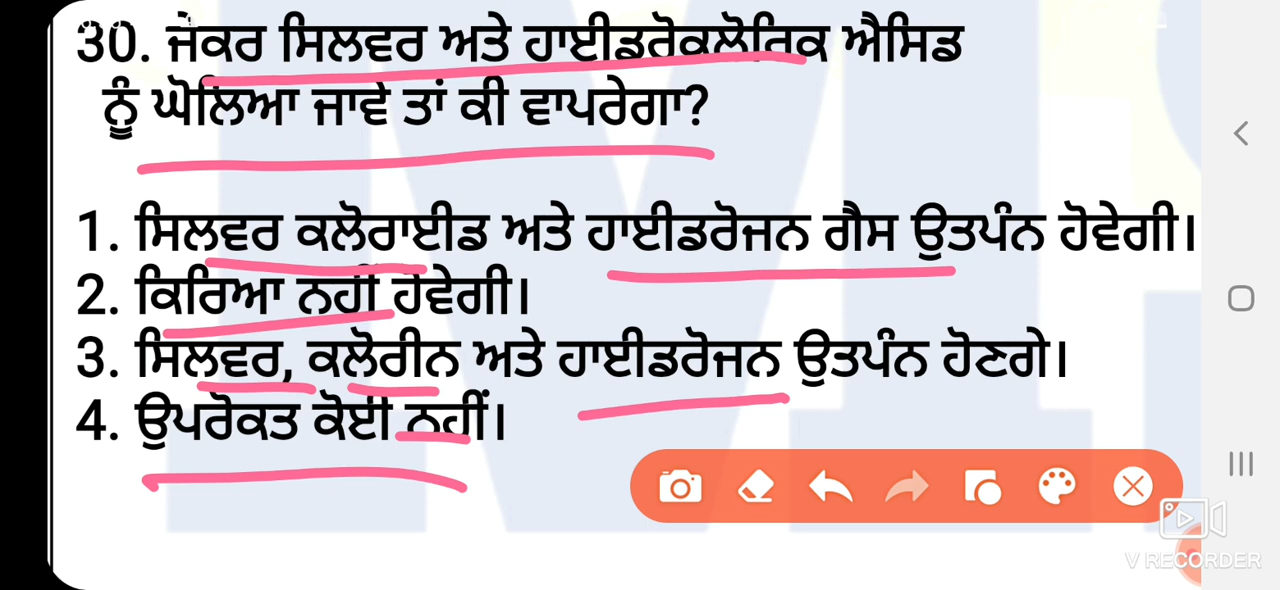 30. ਜੇਕਰ ਸਿਲਵਰ ਅਤੇ ਹਾਈਡਰੋਕਲੋਰਿਕ ਐਸਿਡ
ਨੂੰ ਘੋਲਿਆ ਜਾਵੇ ਤਾਂ ਕੀ ਵਾਪਰੇਗਾ?
1. ਸਿਲਵਰ ਕਲੋਰਾਈਡ ਅਤੇ ਹਾਈਡਰੋਜਨ ਗੈਸ ਉਤਪੰਨ ਹੋਵੇਗੀ।
2. ਕਿਰਿਆ ਨਹੀਂ ਹੋਵੇਗੀ।
3. ਸਿਲਵਰ, ਕਲੋਰੀਨ ਅਤੇ ਹਾਈਡਰੋਜਨ ਉਤਪੰਨ ਹੋਣਗੇ।
4. ਉਪਰੋਕਤ ਕੋਈ ਨਹੀਂ।
V RECORDER